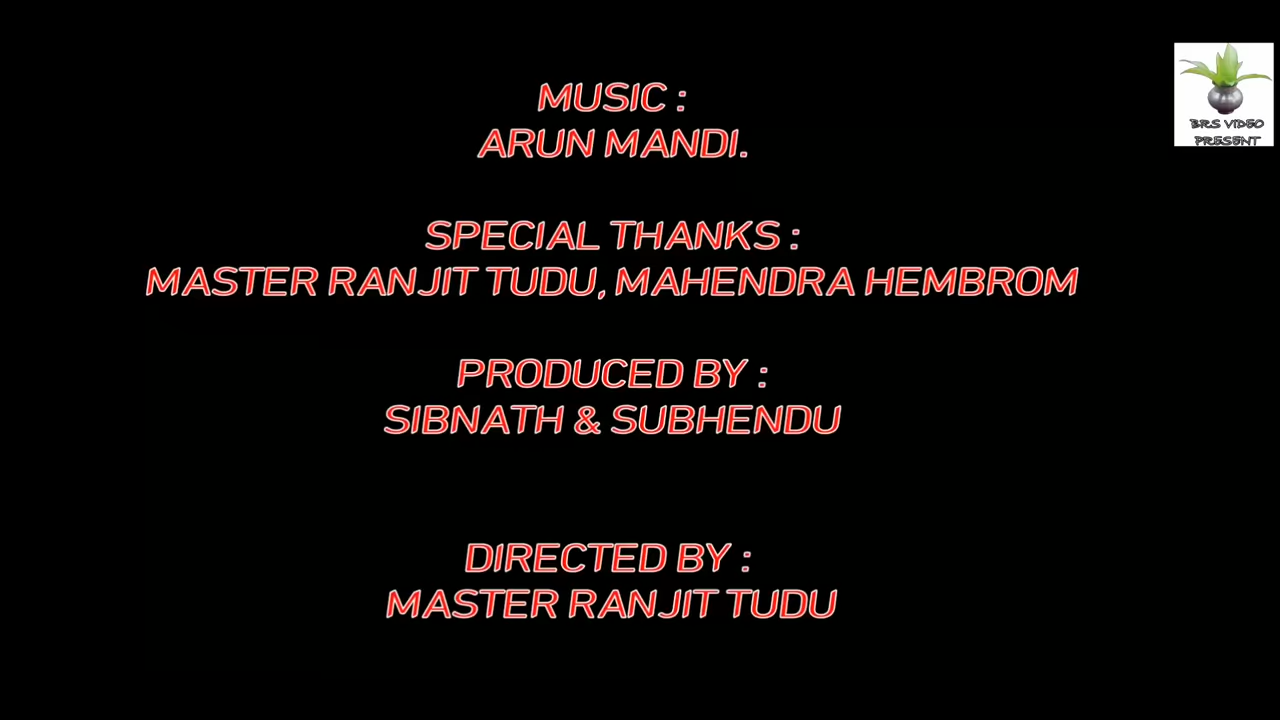 MUSIC :
ARUN MANDI.
SPECIAL THANKS :
MASTER RANJIT TUDU, MAHENDRA HEMBROM
PRODUCED BY :
SIBNATH & SUBHENDU
DIRECTED BY :
MASTER RANJIT TUDU
BRS VIDEO
PRESENT